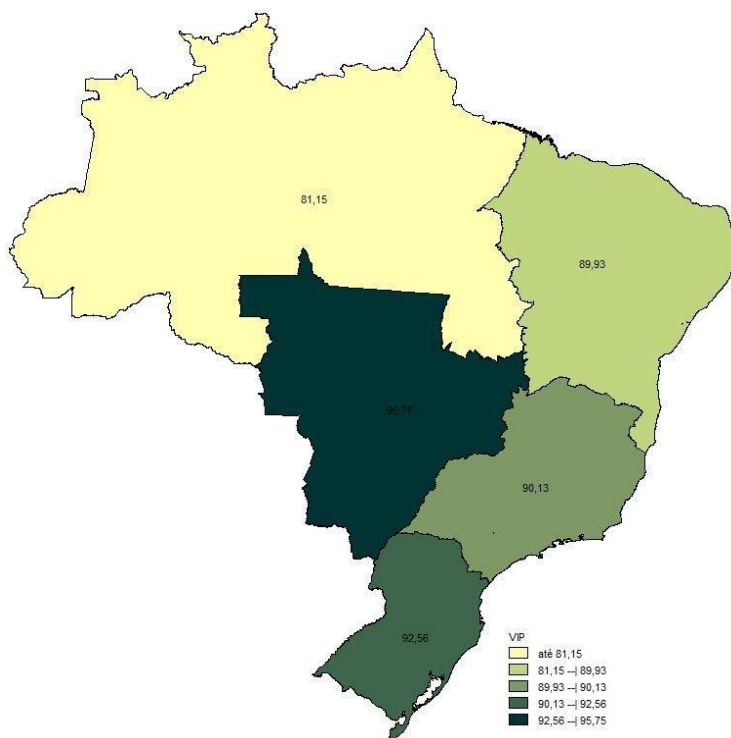 81,15
89,93
95,75
90,13
92,56
VIP
até 81,15
81,15 --| 89,93
89,93 --| 90,13
90,13 --| 92,56
92,56 --| 95,75